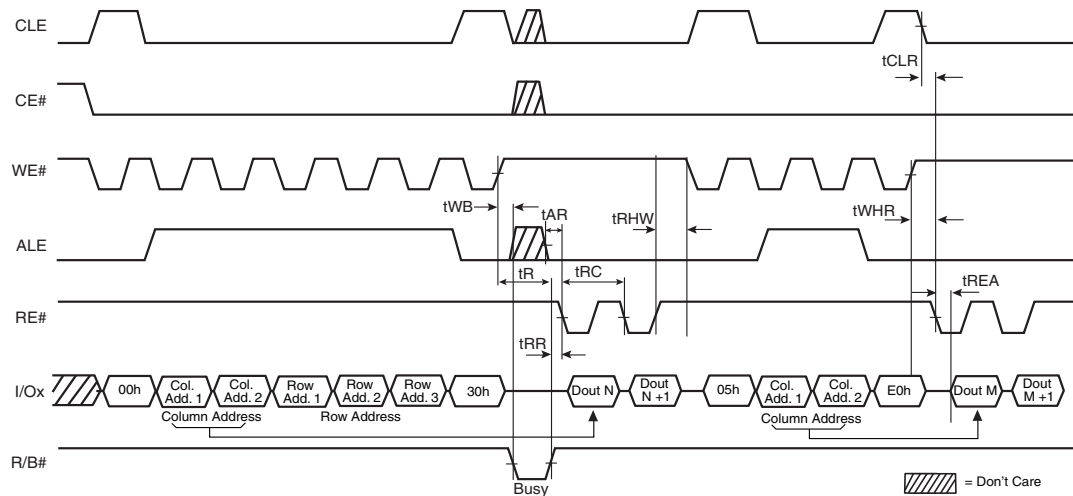 CLE
tCLR
CE#
WE#
tWB
tAR
tRHW
tWHR
ALE
tR
tRC
tREA
RE#
tRR
I/Ox
00h
Col. Add. 1
Col. Add. 2
Row Add. 1
Row Add. 2
Row Add. 3
30h
Dout N
Dout N +1
05h
Col. Add. 1
Col. Add. 2
E0h
Dout M
Dout M +1
Column Address
Row Address
Column Address
R/B#
Busy
= Don't Care